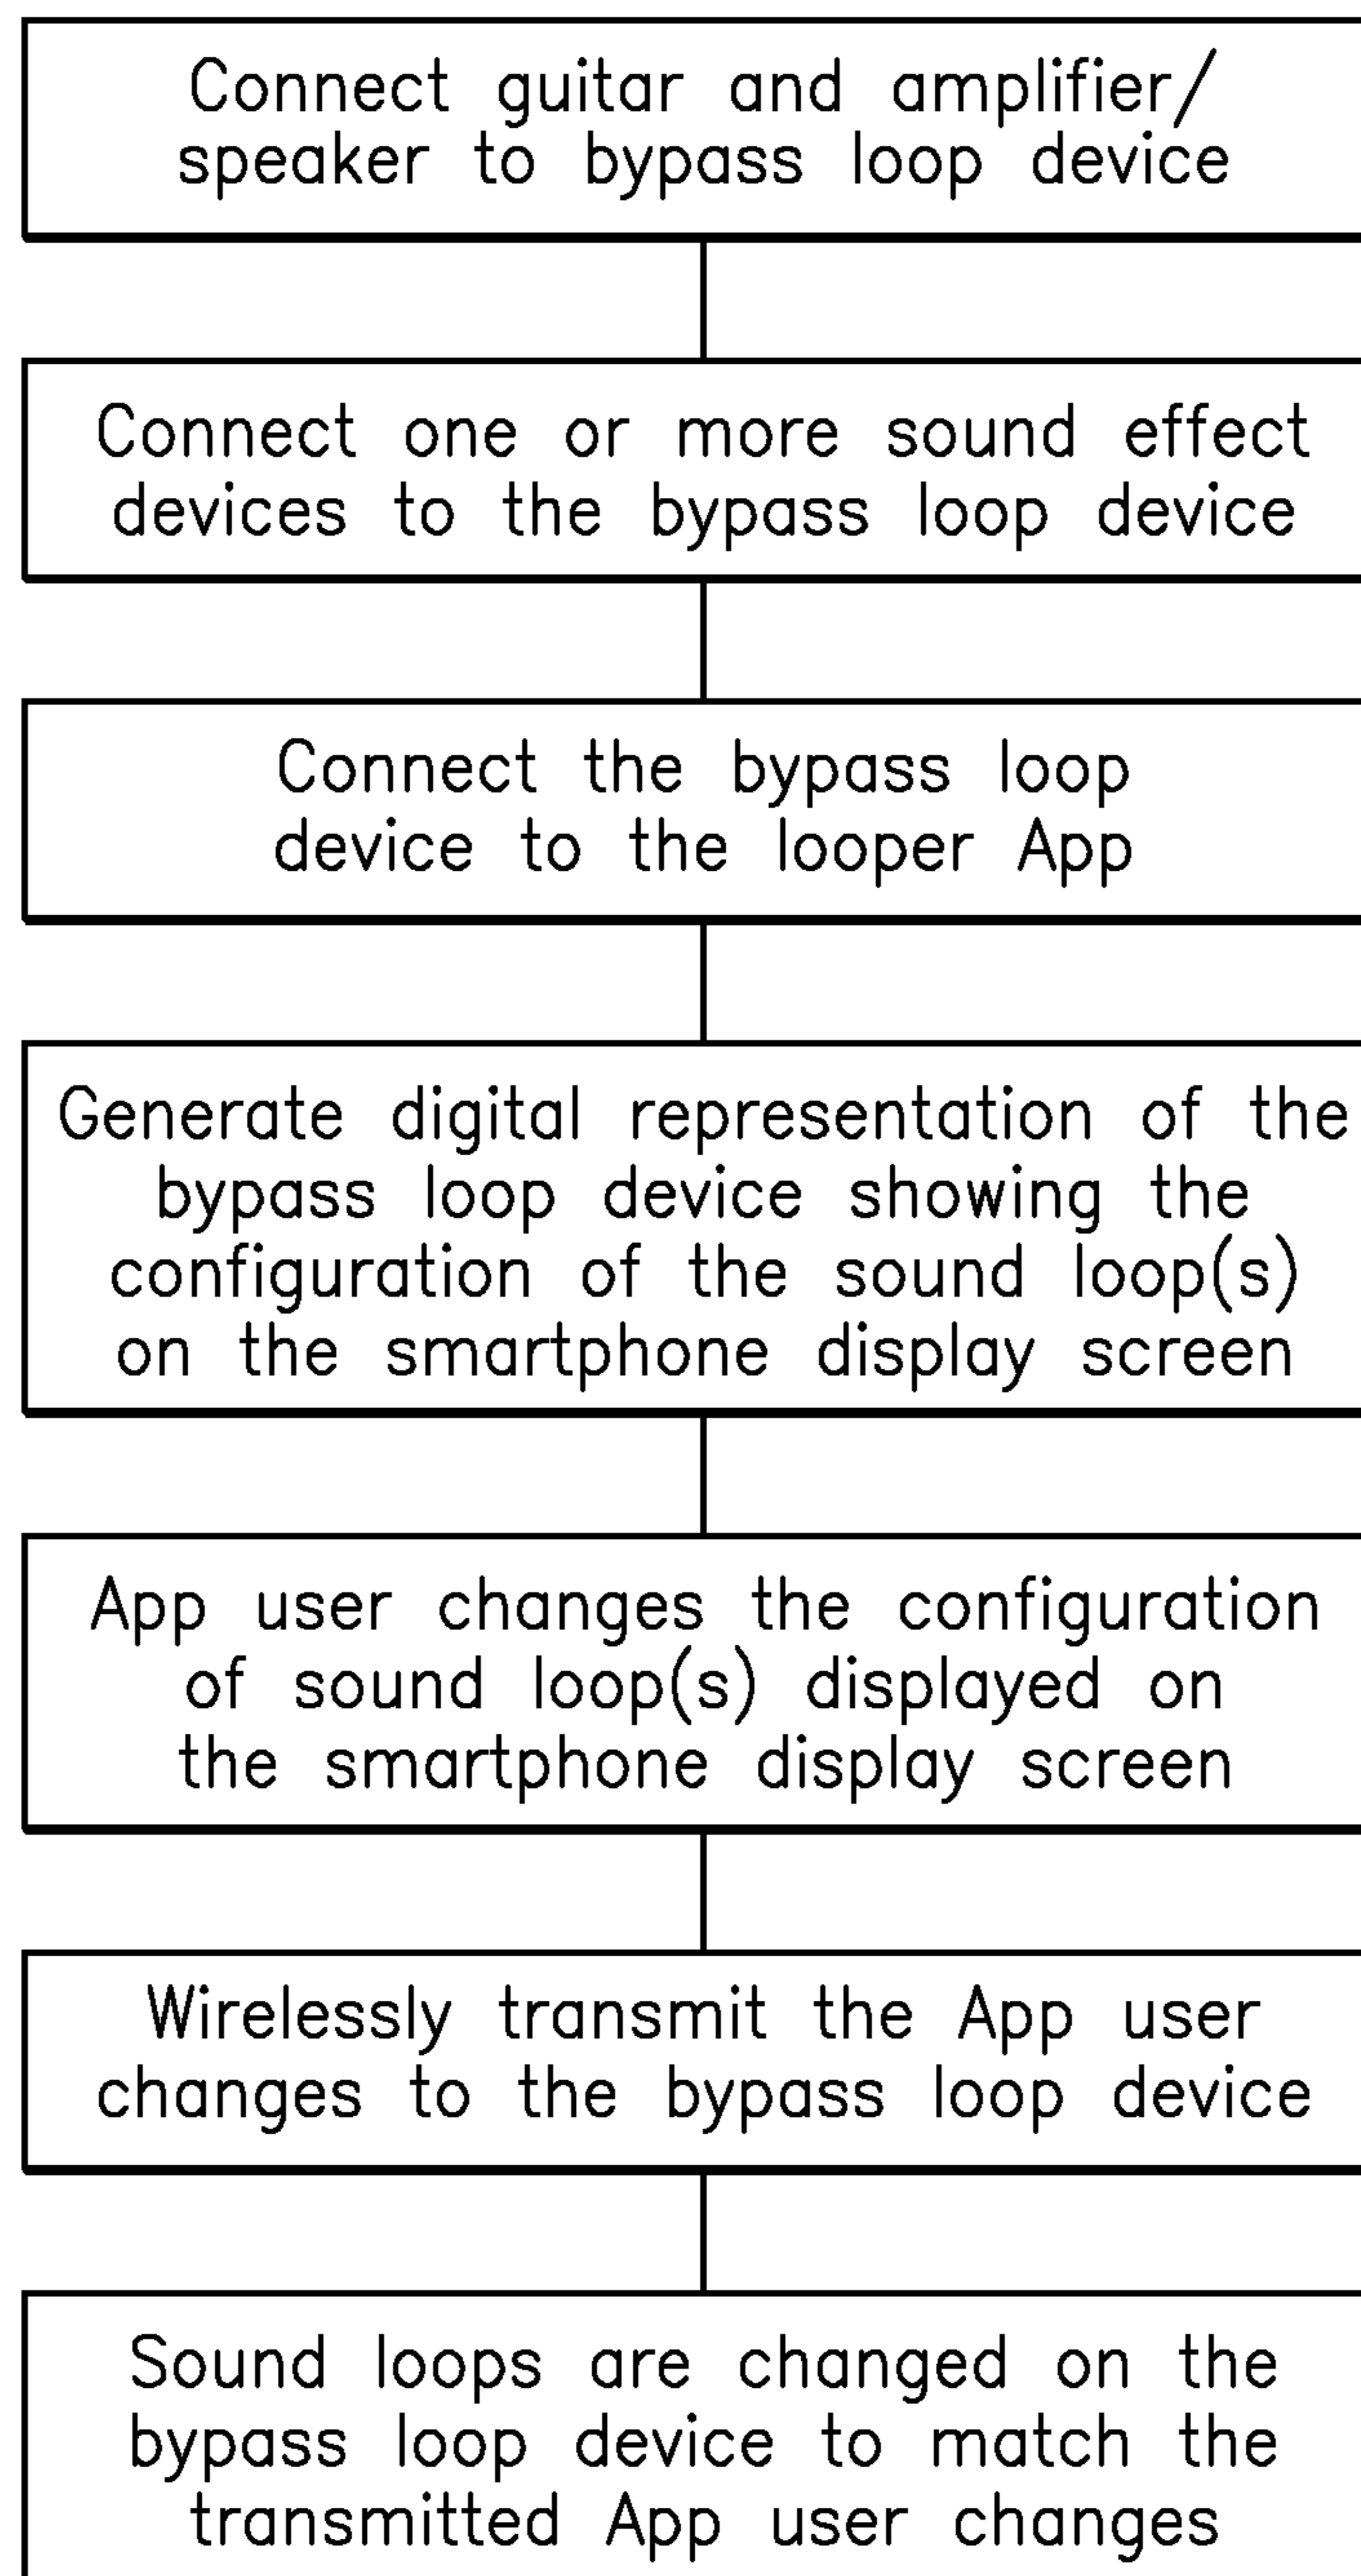 Connect guitar and amplifier/
speaker to bypass loop device
Connect one or more sound effect
devices to the bypass loop device
Connect the bypass loop
device to the looper App
Generate digital representation of the
bypass loop device showing the
configuration of the sound loop(s)
on the smartphone display screen
App user changes the configuration
of sound loop(s) displayed on
the smartphone display screen
Wirelessly transmit the App user
changes to the bypass loop device
Sound loops are changed on the
bypass loop device to match the
transmitted App user changes